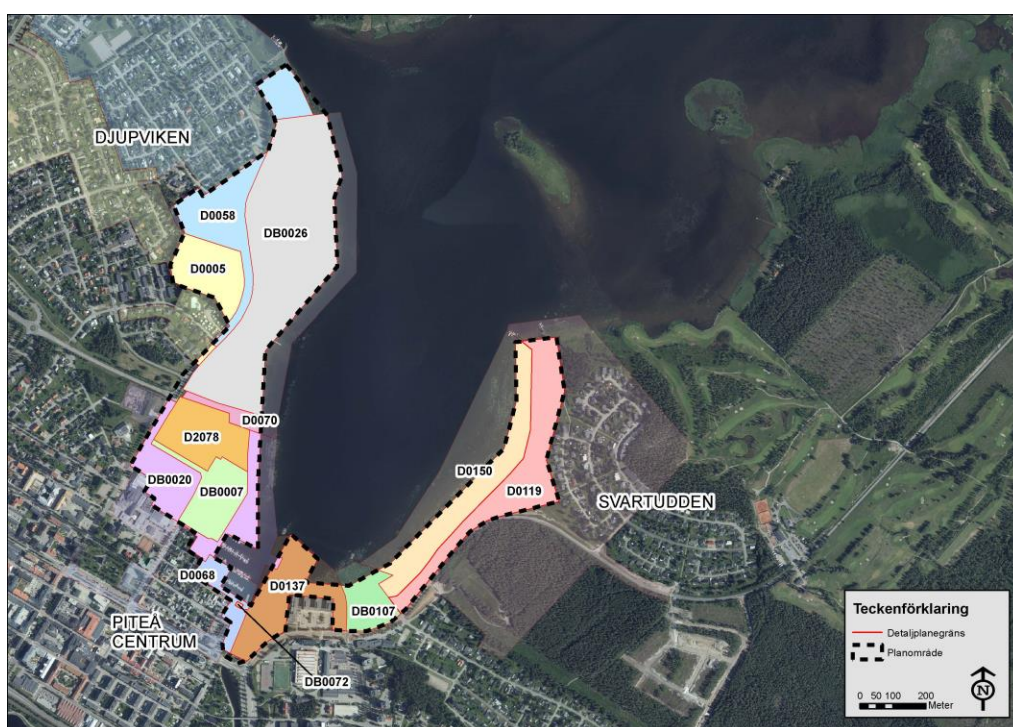 DJUPVIKEN
D0058
DB0026
D0005
D0070
D2078
D0150
DB0020
DB0007
D0119
SVARTUDDEN
D0068
D0137
DB0107
PITEÅ
CENTRUM
DB0072
Teckenförklaring
Detaljplanegräns
Planområde
0 50 100 200
Meter
N